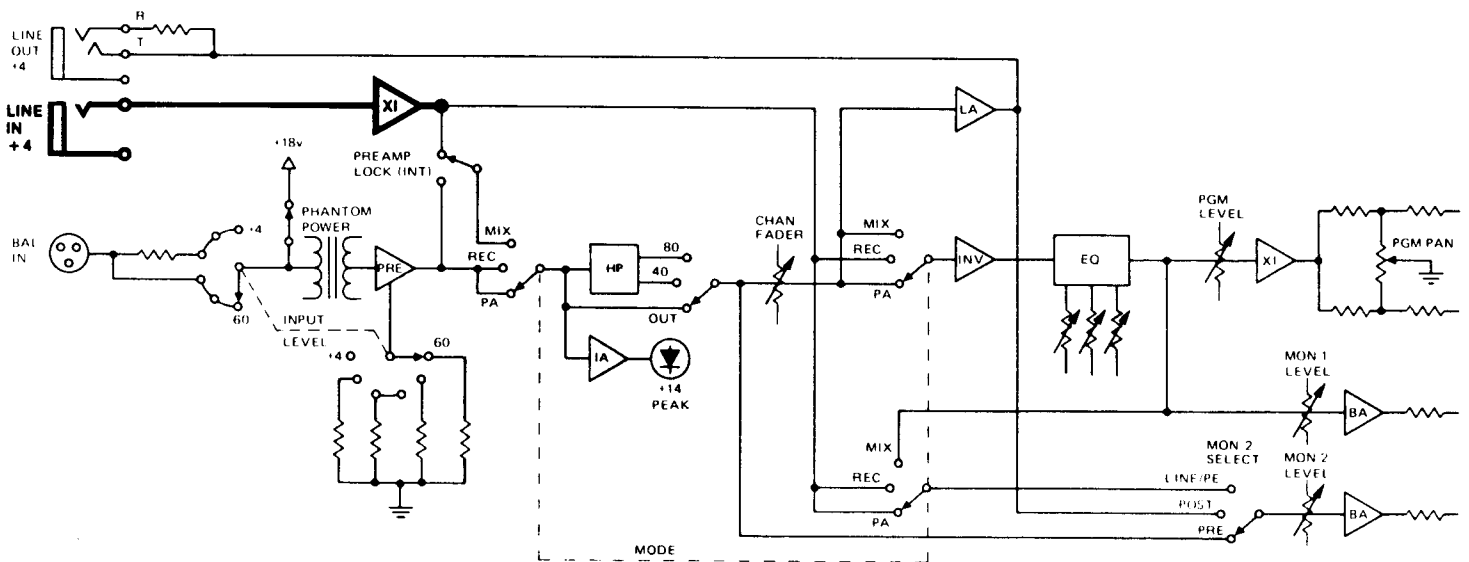 LINE
OUT
+4
R
T
LINE
IN
+4
XI
PREAMP
LOCK (INT)
+18v
PHANTOM
POWER
BAL
IN
+4
60
INPUT
LEVEL
PRE
+4
60
MIX
REC
PA
HP
80
40
OUT
IA
+14
PEAK
CHAN
FADER
LA
MIX
REC
PA
INV
EQ
PGM
LEVEL
XI
PGM PAN
MON 1
LEVEL
BA
MIX
REC
PA
MON 2
SELECT
LINE/PE
POST
PRE
MON 2
LEVEL
BA
MODE